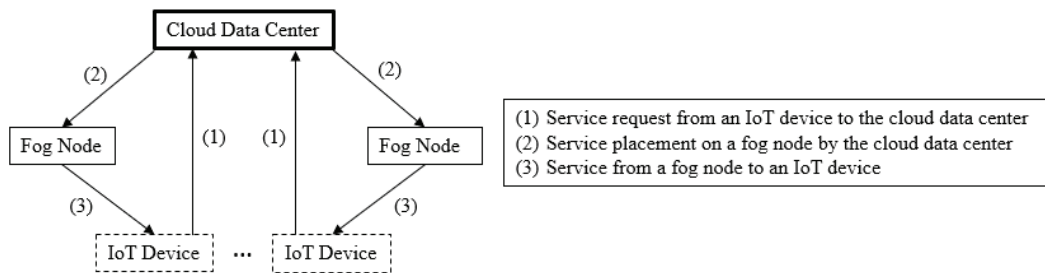 Cloud Data Center
(2)
(2)
(1) Service request from an IoT device to the cloud data center
(2) Service placement on a fog node by the cloud data center
(3) Service from a fog node to an IoT device
Fog Node
(1)
(1)
Fog Node
(3)
(3)
IoT Device ... IoT Device